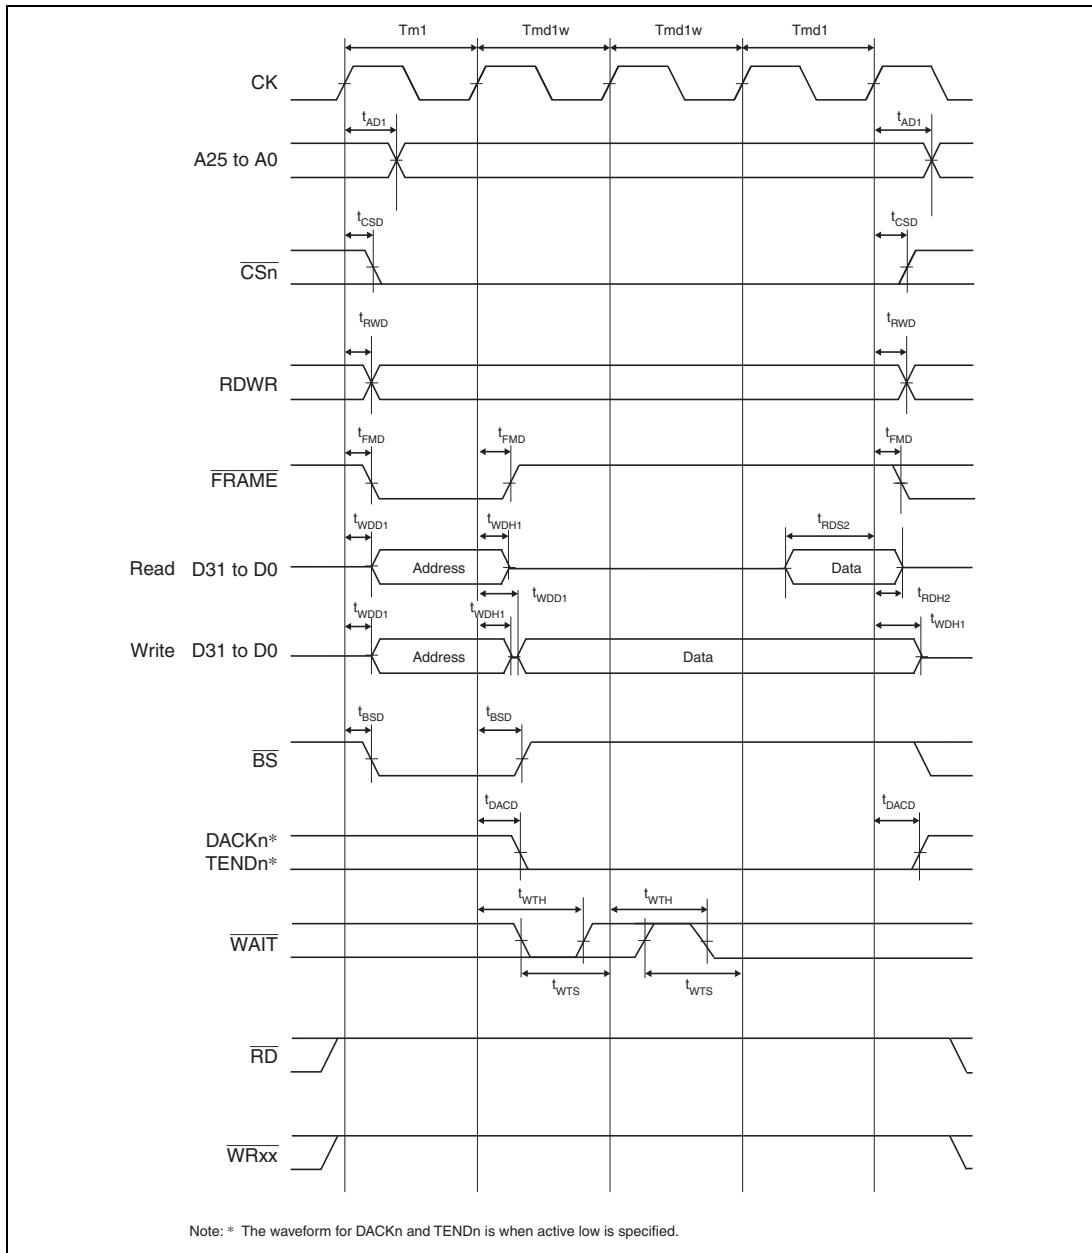 Tm1 Tmd1w Tmd1w Tmd1
CK
tAD1 tAD1
A25 to A0
tCSD tCSD
CSn
tRWD tRWD
RDWR
tFMD tFMD tFMD
FRAME
tWDD1 tWDH1 tRDS2
Read D31 to D0 Address Data
tWDD1 tRDH2
tWDD1 tWDH1 tWDH1
Write D31 to D0 Address Data
tBSD tBSD
BS
tDACD tDACD
DACKn*
TENDn*
tWTH tWTH
WAIT
tWTS tWTS
RD
WRxx
Note: * The waveform for DACKn and TENDn is when active low is specified.